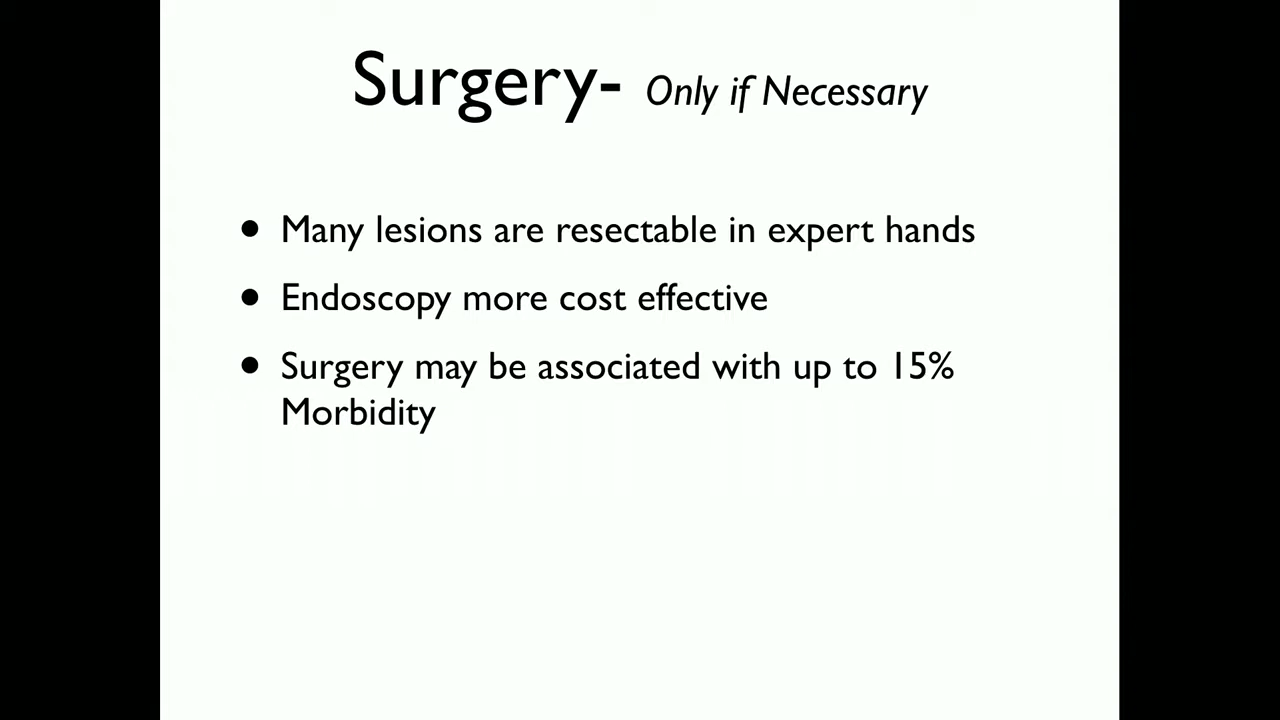 Surgery- Only if Necessary
• Many lesions are resectable in expert hands
• Endoscopy more cost effective
• Surgery may be associated with up to 15%
Morbidity